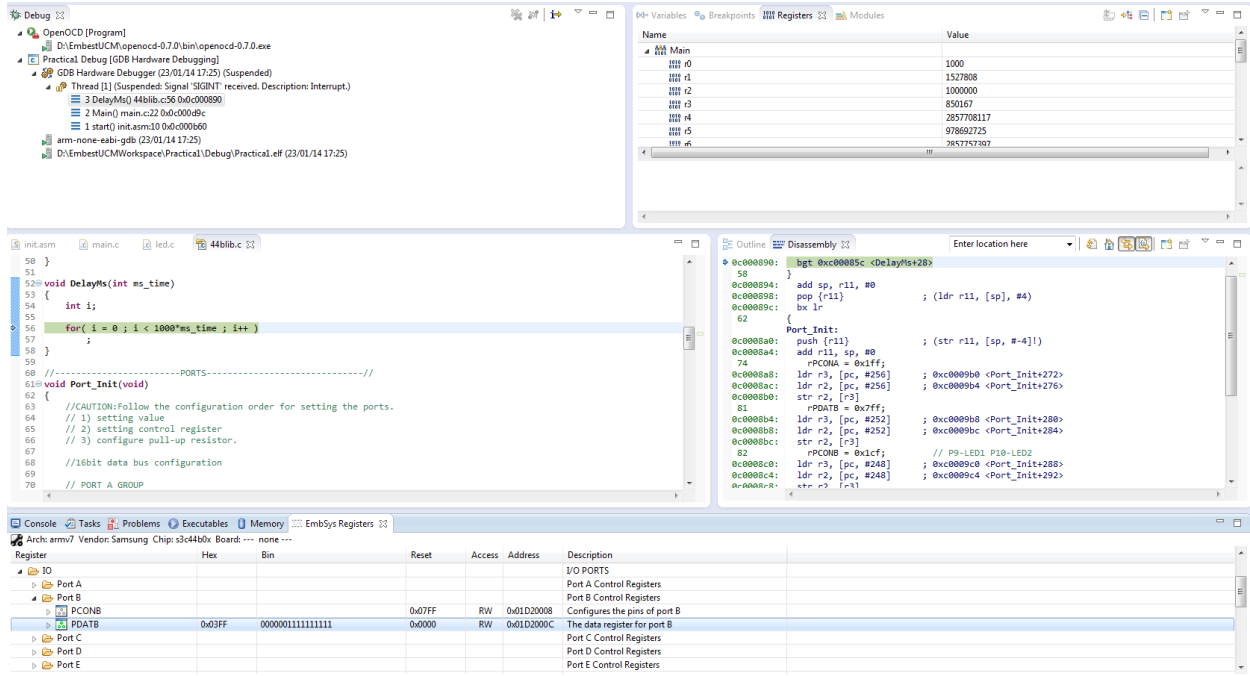 Debug
OpenOCD [Program]
D:\EmbestUCM\openocd-0.7.0\bin\openocd-0.7.0.exe
Practica1 Debug [GDB Hardware Debugging]
GDB Hardware Debugger (23/01/14 17:25) (Suspended)
Thread [1] (Suspended: Signal 'SIGINT' received. Description: Interrupt.)
3 DelayMs() 44blib.c:56 0x0c000890
2 Main() main.c:22 0x0c000d9c
1 start() init.asm:10 0x0c000b60
arm-none-eabi-gdb (23/01/14 17:25)
D:\EmbestUCMWorkspace\Practica1\Debug\Practica1.elf (23/01/14 17:25)
(x)= Variables Breakpoints Registers Modules
Name Value
Main
r0 1000
r1 1527808
r2 1000000
r3 850167
r4 2857708117
r5 978692725
r6 2857757397
init.asm main.c led.c 44blib.c
50 }
51
52 void DelayMs(int ms_time)
53 {
54 int i;
55
56 for( i = 0 ; i < 1000*ms_time ; i++ )
57 ;
58 }
59
60 //-------------------------PORTS------------------------------//
61 void Port_Init(void)
62 {
63 //CAUTION:Follow the configuration order for setting the ports.
64 // 1) setting value
65 // 2) setting control register
66 // 3) configure pull-up resistor.
67
68 //16bit data bus configuration
69
70 // PORT A GROUP
Outline Disassembly Enter location here
0c000890: bgt 0xc00085c <DelayMs+28>
58 }
0c000894: add sp, r11, #0
0c000898: pop {r11} ; (ldr r11, [sp], #4)
0c00089c: bx lr
62 {
Port_Init:
0c0008a0: push {r11} ; (str r11, [sp, #-4]!)
0c0008a4: add r11, sp, #0
74 rPCONA = 0x1ff;
0c0008a8: ldr r3, [pc, #256] ; 0xc0009b0 <Port_Init+272>
0c0008ac: ldr r2, [pc, #256] ; 0xc0009b4 <Port_Init+276>
0c0008b0: str r2, [r3]
81 rPDATB = 0x7ff;
0c0008b4: ldr r3, [pc, #252] ; 0xc0009b8 <Port_Init+280>
0c0008b8: ldr r2, [pc, #252] ; 0xc0009bc <Port_Init+284>
0c0008bc: str r2, [r3]
82 rPCONB = 0x1cf; // P9-LED1 P10-LED2
0c0008c0: ldr r3, [pc, #248] ; 0xc0009c0 <Port_Init+288>
0c0008c4: ldr r2, [pc, #248] ; 0xc0009c4 <Port_Init+292>
0c0008c8: str r2, [r3]
Console Tasks Problems Executables Memory EmbSys Registers
Arch: armv7 Vendor: Samsung Chip: s3c44b0x Board: --- none ---
Register Hex Bin Reset Access Address Description
IO I/O PORTS
Port A Port A Control Registers
Port B Port B Control Registers
PCONB 0x07FF RW 0x01D20008 Configures the pins of port B
PDATB 0x03FF 0000001111111111 0x0000 RW 0x01D2000C The data register for port B
Port C Port C Control Registers
Port D Port D Control Registers
Port E Port E Control Registers